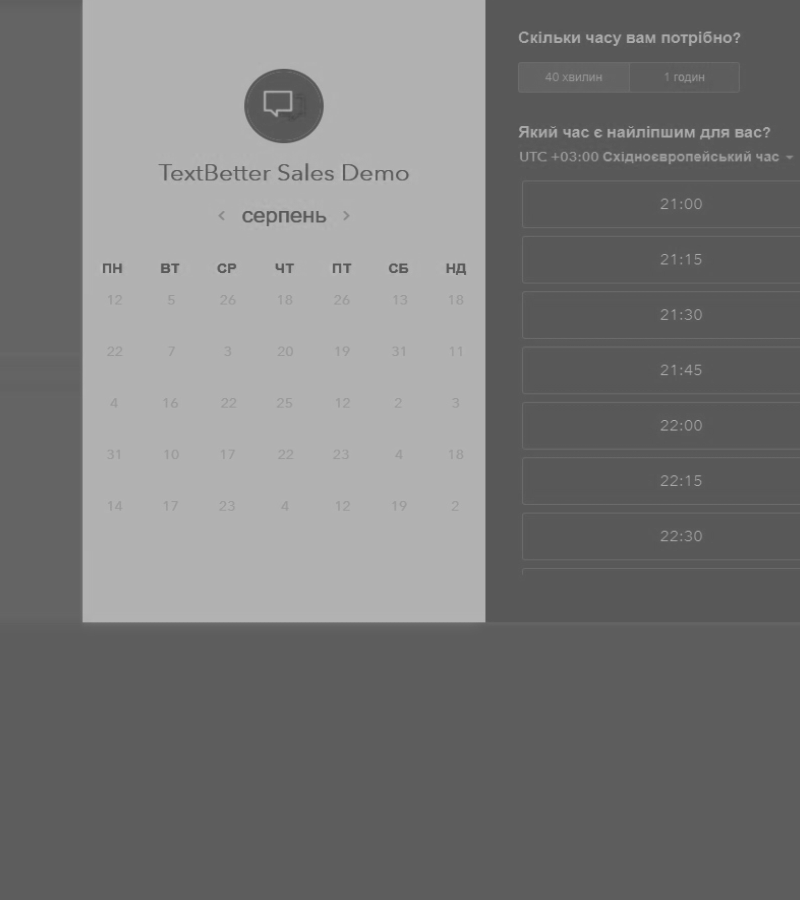 TextBetter Sales Demo
серпень
ПН ВТ СР ЧТ ПТ СБ НД
12 5 26 18 26 13 18
22 7 3 20 19 31 11
4 16 22 25 12 2 3
31 10 17 22 23 4 18
14 17 23 4 12 19 2
Скільки часу вам потрібно?
40 хвилин 1 годин
Який час є найліпшим для вас?
UTC +03:00 Східноєвропейський час
21:00
21:15
21:30
21:45
22:00
22:15
22:30